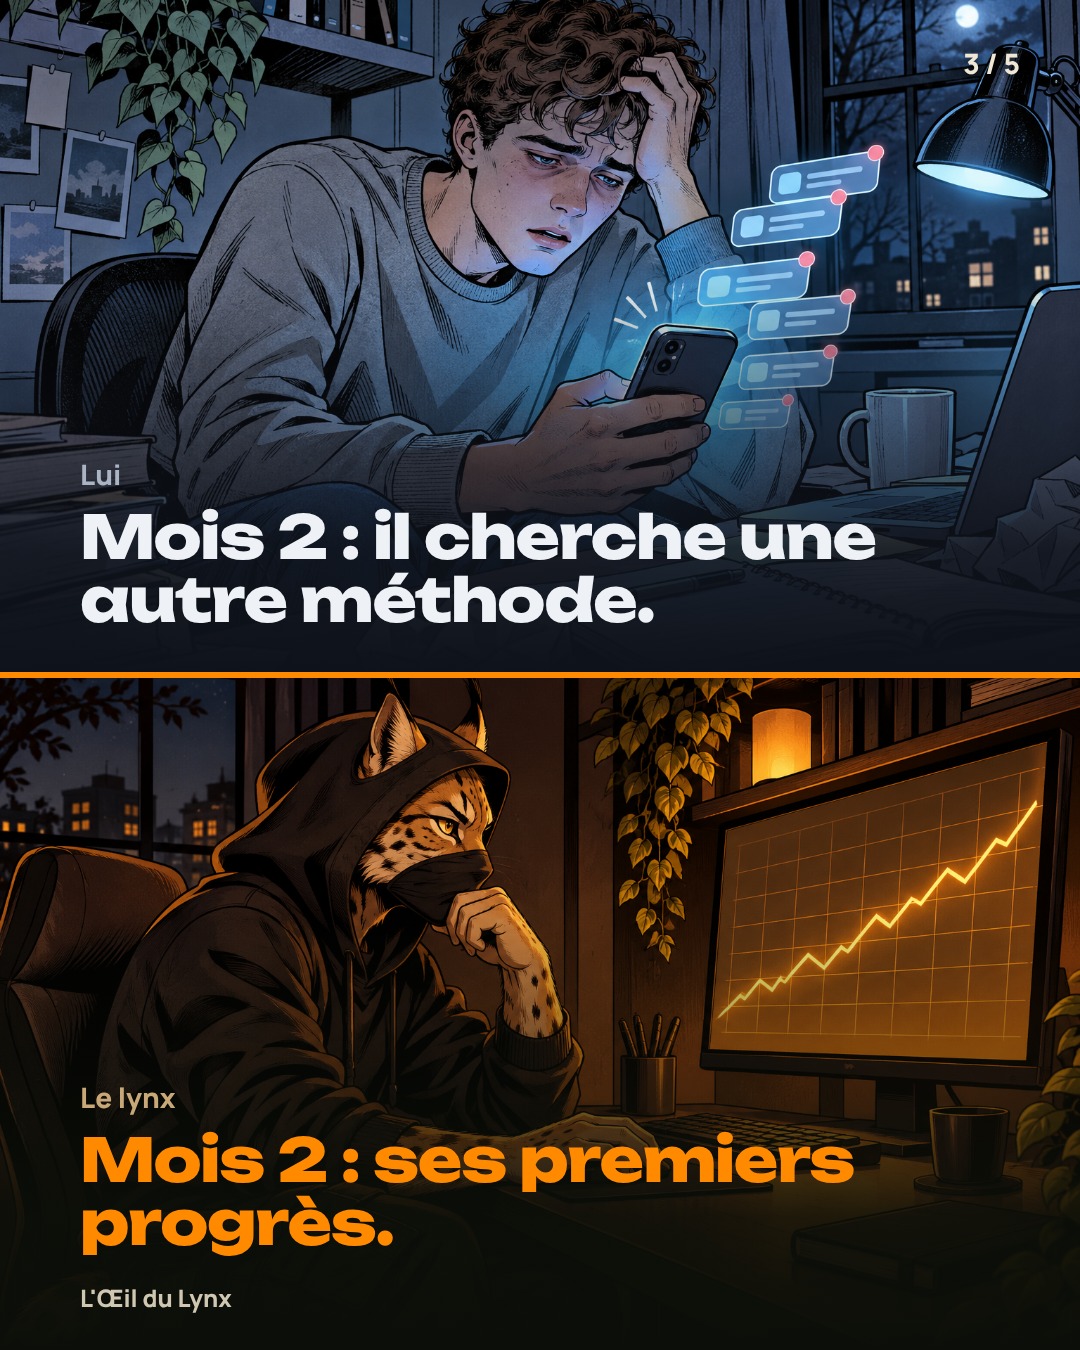 3 / 5
Lui
Mois 2 : il cherche une
autre méthode.
Le lynx
Mois 2 : ses premiers
progrès.
L'Œil du Lynx